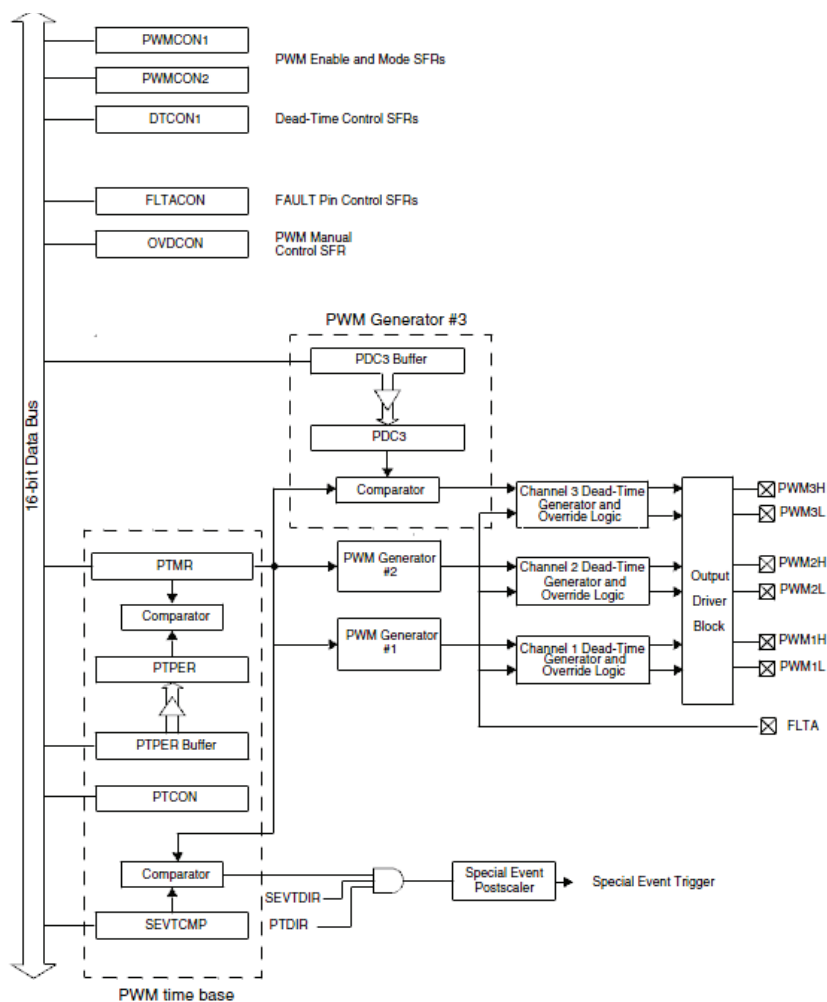 PWMCON1
PWM Enable and Mode SFRs
PWMCON2
DTCON1
Dead-Time Control SFRs
FLTACON
FAULT Pin Control SFRs
OVDCON
PWM Manual
Control SFR
PWM Generator #3
PDC3 Buffer
PDC3
Comparator
16-bit Data Bus
Channel 3 Dead-Time
Generator and
Override Logic
PWM3H
PWM3L
PTMR
PWM Generator
#2
Channel 2 Dead-Time
Generator and
Override Logic
Output
Driver
Block
PWM2H
PWM2L
Comparator
PWM Generator
#1
Channel 1 Dead-Time
Generator and
Override Logic
PWM1H
PWM1L
PTPER
FLTA
PTPER Buffer
PTCON
Comparator
SEVTDIR
Special Event
Postscaler
Special Event Trigger
SEVTCMP
PTDIR
PWM time base